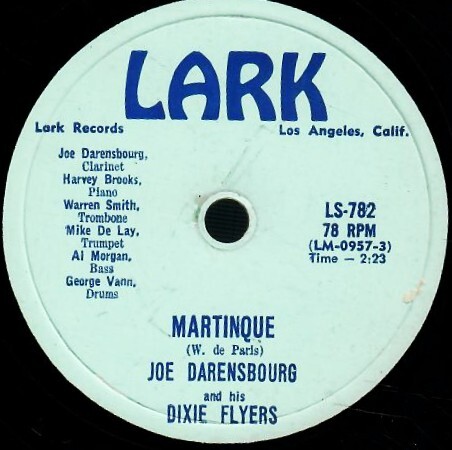 LARK
Lark Records
Los Angeles, Calif.
Joe Darensbourg,
Clarinet
Harvey Brooks,
Piano
Warren Smith,
Trombone
Mike De Lay,
Trumpet
Al Morgan,
Bass
George Vann,
Drums
LS-782
78 RPM
(LM-0957-3)
Time — 2:23
MARTINQUE
(W. de Paris)
JOE DARENSBOURG
and his
DIXIE FLYERS